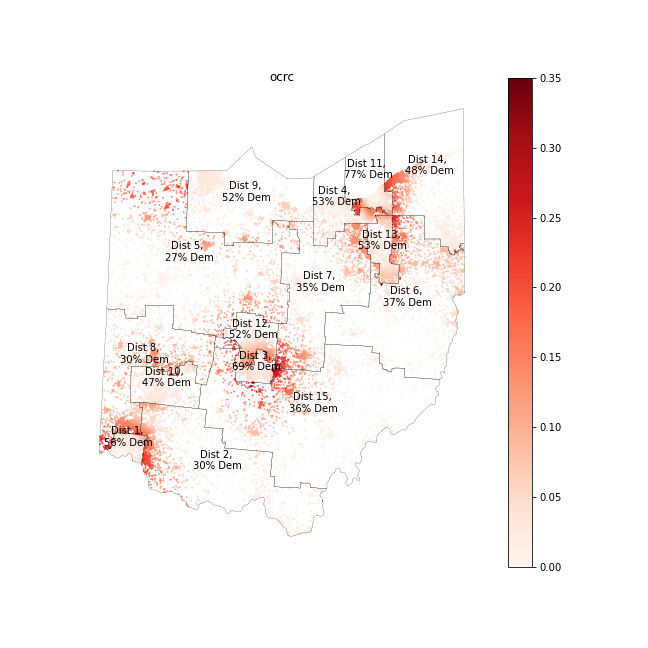 ocrc
Dist 11,
77% Dem
Dist 14,
48% Dem
Dist 9,
52% Dem
Dist 4,
53% Dem
Dist 13,
53% Dem
Dist 5,
27% Dem
Dist 7,
35% Dem
Dist 6,
37% Dem
Dist 12,
52% Dem
Dist 8,
30% Dem
Dist 3,
69% Dem
Dist 10,
47% Dem
Dist 15,
36% Dem
Dist 1,
56% Dem
Dist 2,
30% Dem
0.35
0.30
0.25
0.20
0.15
0.10
0.05
0.00